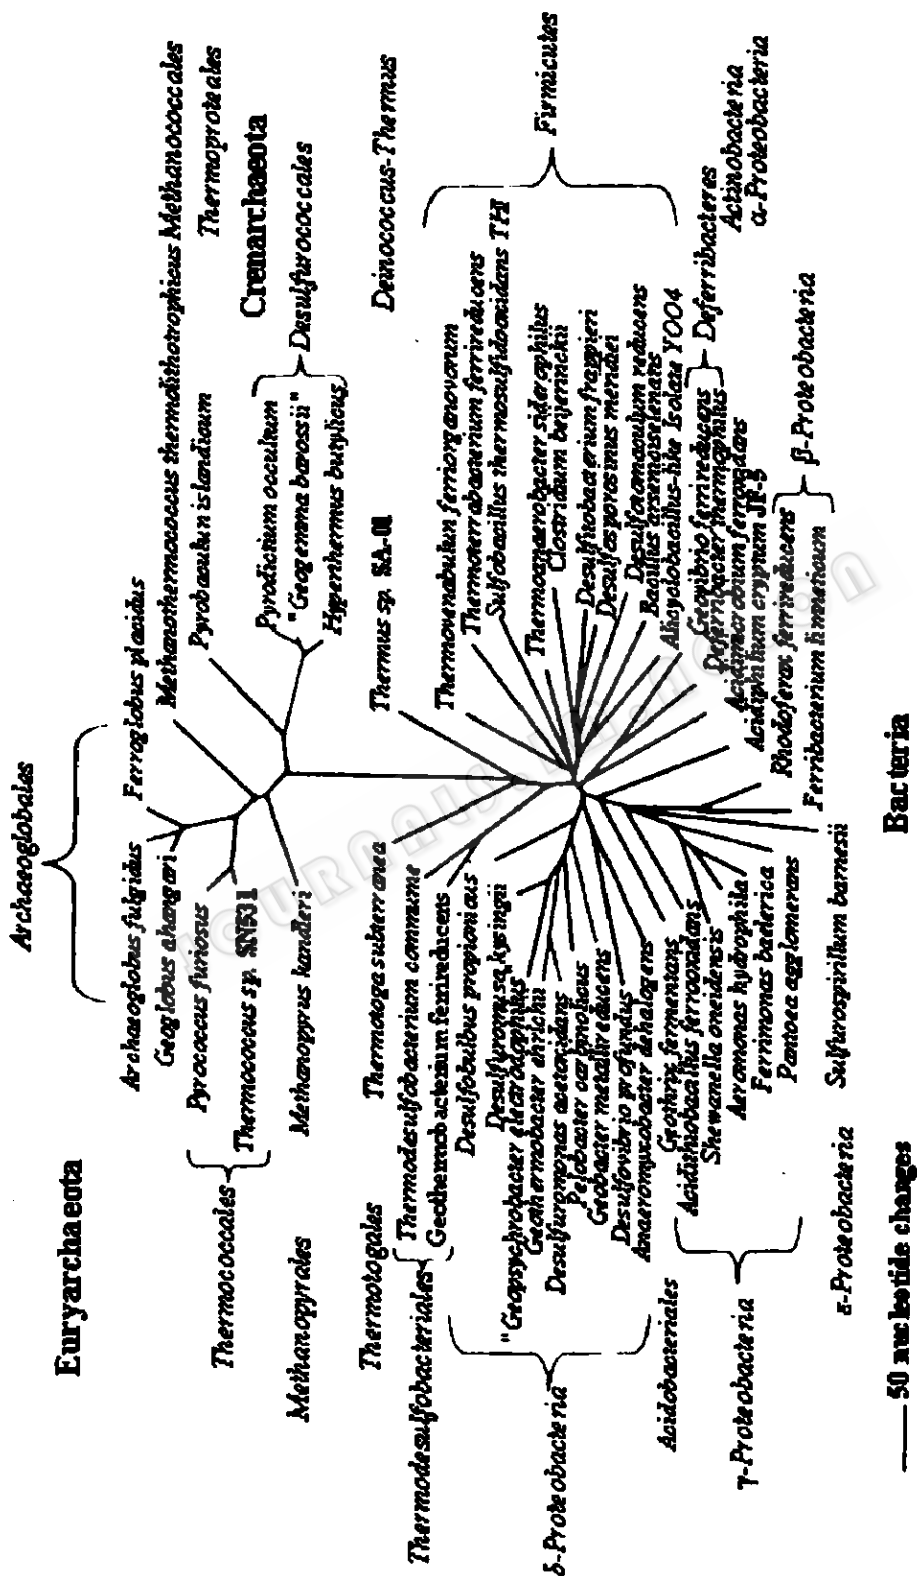 Archaeoglobales
Euryarchaeota
Archaeoglobus fulgidus
Ferroglobus placidus
Geoglobus ahangari
Methanothermococcus thermolithotrophicus Methanococcales
Thermococcales
Pyrococcus furiosus
Pyrobaculum islandicum
Thermoproteales
Thermococcus sp. SN531
Crenarchaeota
Methanopyrales
Methanopyrus kandleri
Pyrodictium occultum
"Geogemma barossii"
Desulfurococcales
Hyperthermus butylicus
Thermotogales
Thermotoga subterranea
Thermus sp. SA-01
Deinococcus-Thermus
Thermodesulfobacteriales
Thermodesulfobacterium commune
Geothermobacterium ferrireducens
Thermovenabulum ferriorganovorum
Thermoterrabacterium ferrireducens
Sulfobacillus thermosulfidooxidans TH1
Thermoanaerobacter siderophilus
Clostridium beijerinckii
Desulfitobacterium frappieri
Desulfosporosinus meridiei
Desulfotomaculum reducens
Bacillus arsenicoselenatis
Alicyclobacillus-like Isolate Y004
Firmicutes
Desulfobulbus propionicus
Desulfuromusa kysingii
"Geopsychrobacter electrodiphilus
Geothermobacter ehrlichii
Desulfuromonas acetoxidans
Pelobacter carbinolicus
Geobacter metallireducens
Desulfovibrio profundus
Anaeromyxobacter dehalogens
δ-Proteobacteria
Geovibrio ferrireducens
Deferribacter thermophilus
Deferribacteres
Acidobacteriales
Geothrix fermentans
Acidimicrobium ferrooxidans
Actinobacteria
Acidiphilium cryptum JF-5
α-Proteobacteria
Acidithiobacillus ferrooxidans
Shewanella oneidensis
Aeromonas hydrophila
Ferrimonas balerica
Pantoea agglomerans
γ-Proteobacteria
Rhodoferax ferrireducens
Ferribacterium limneticum
β-Proteobacteria
ε-Proteobacteria
Sulfurospirillum barnesii
Bacteria
50 nucleotide changes